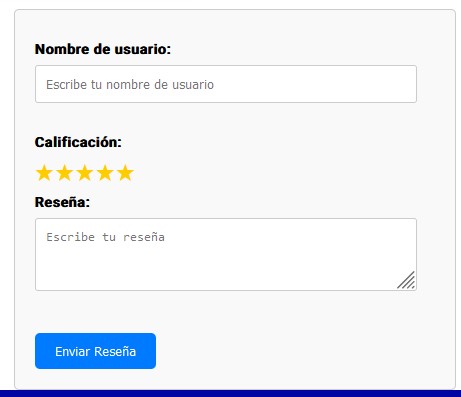 Nombre de usuario:
Escribe tu nombre de usuario
Calificación:
★★★★★
Reseña:
Escribe tu reseña
Enviar Reseña